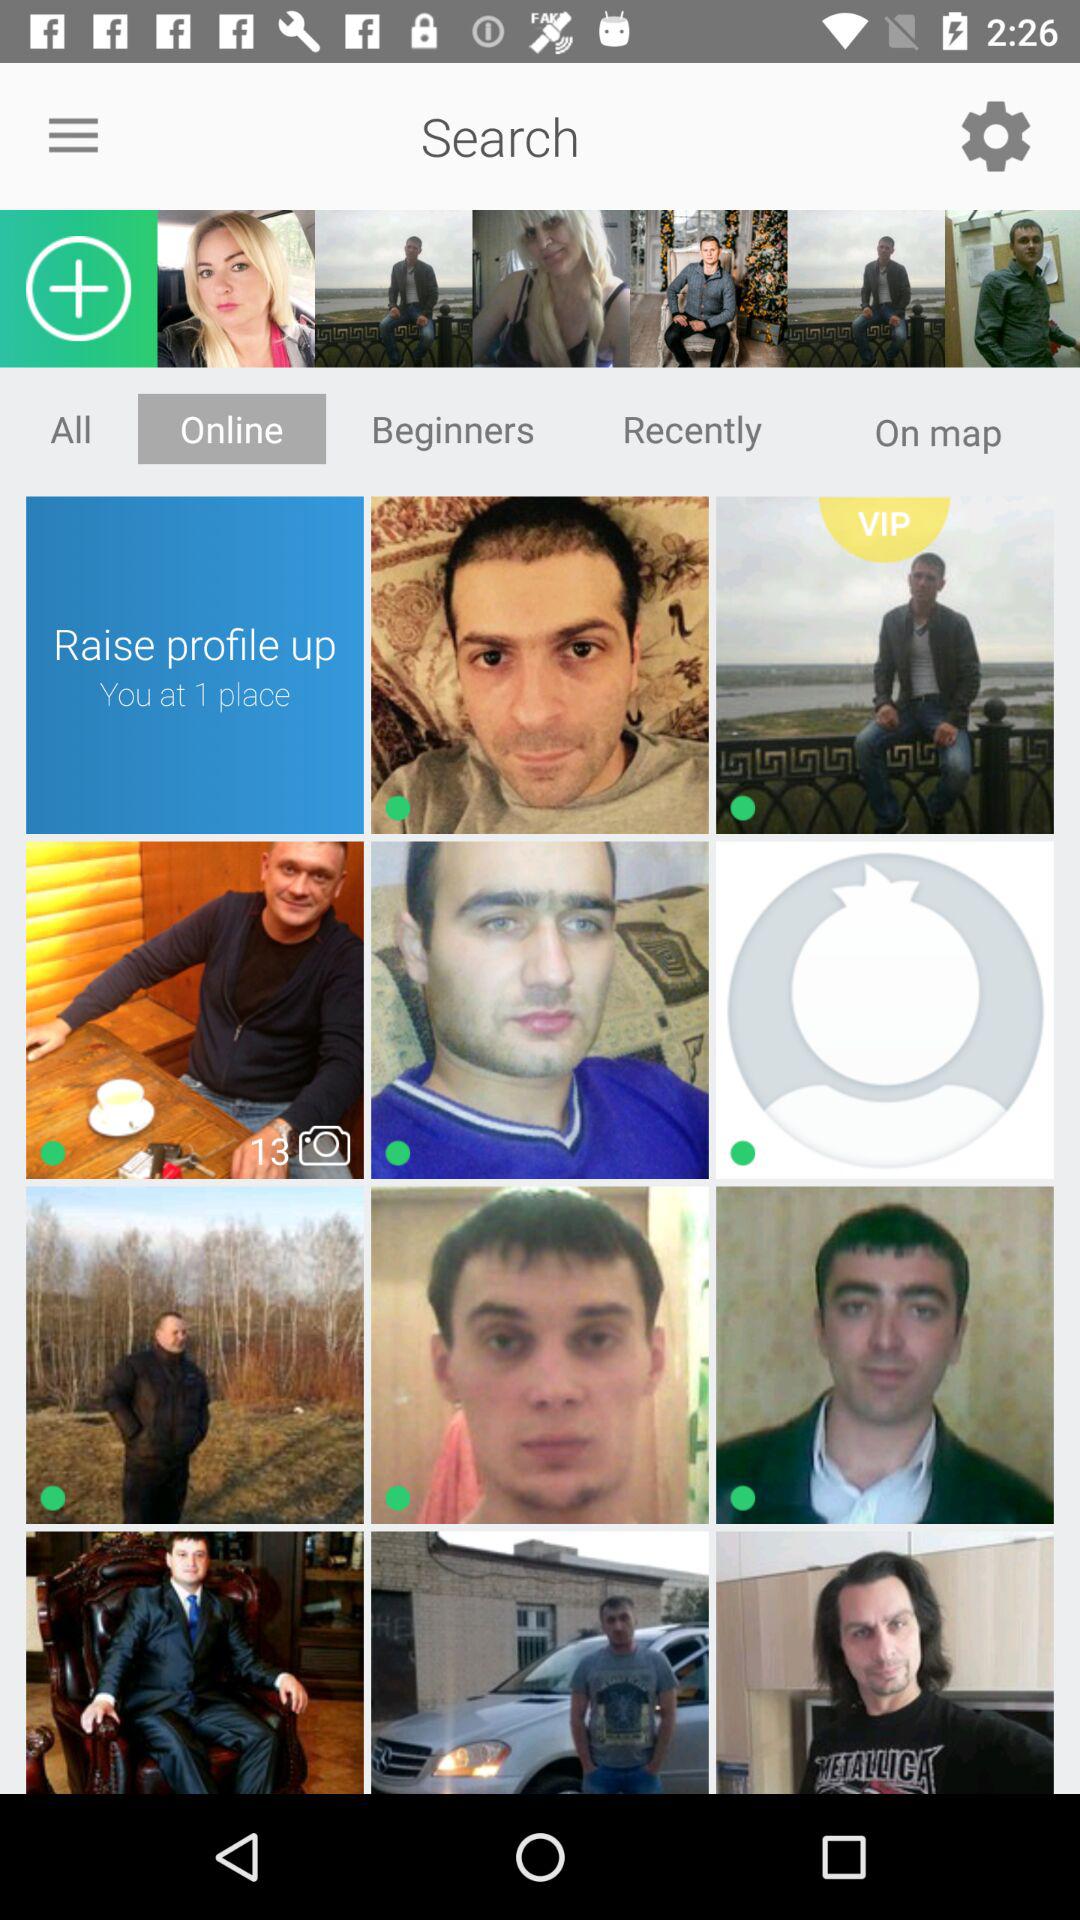 FAKE
2:26
Search
All Online Beginners Recently On map
Raise profile up
You at 1 place
VIP
13
METALLICA